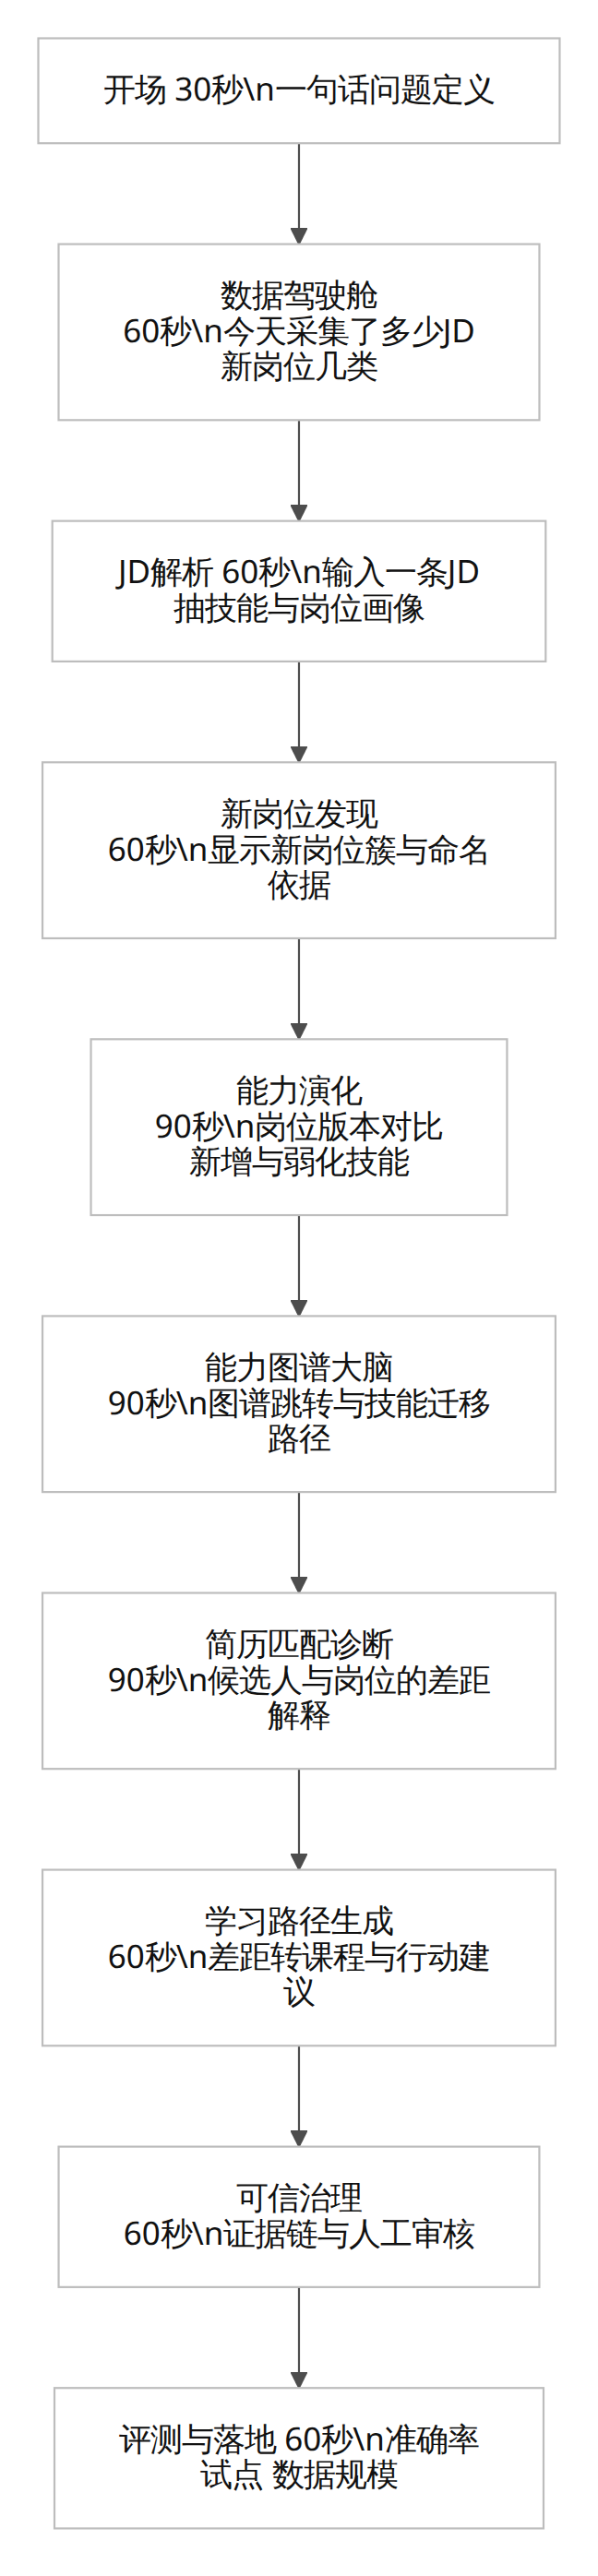 开场 30秒\n一句话问题定义
数据驾驶舱
60秒\n今天采集了多少JD
新岗位几类
JD解析 60秒\n输入一条JD
抽技能与岗位画像
新岗位发现
60秒\n显示新岗位簇与命名
依据
能力演化
90秒\n岗位版本对比
新增与弱化技能
能力图谱大脑
90秒\n图谱跳转与技能迁移
路径
简历匹配诊断
90秒\n候选人与岗位的差距
解释
学习路径生成
60秒\n差距转课程与行动建
议
可信治理
60秒\n证据链与人工审核
评测与落地 60秒\n准确率
试点 数据规模